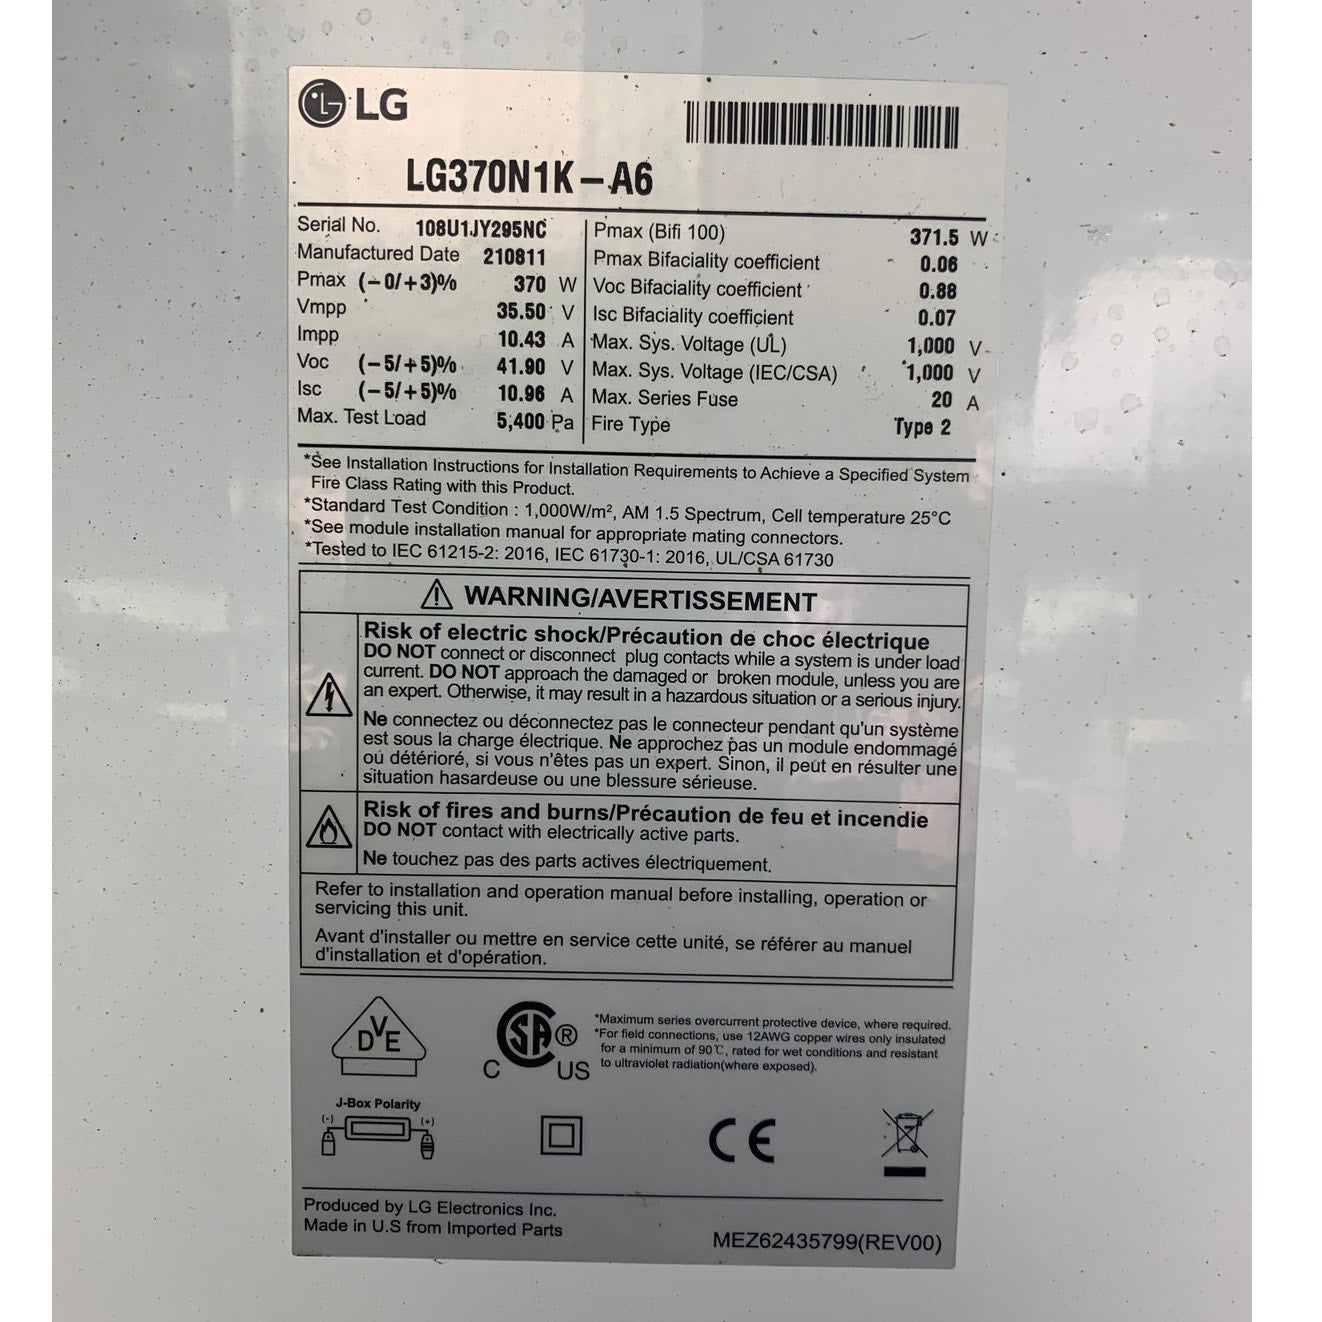 LG
LG370N1K-A6
Serial No. 108U1JY295NC
Manufactured Date 210811
Pmax (-0/+3)% 370 W
Vmpp 35.50 V
Impp 10.43 A
Voc (-5/+5)% 41.90 V
Isc (-5/+5)% 10.96 A
Max. Test Load 5,400 Pa
Pmax (Bifi 100) 371.5 W
Pmax Bifaciality coefficient 0.06
Voc Bifaciality coefficient 0.88
Isc Bifaciality coefficient 0.07
Max. Sys. Voltage (UL) 1,000 V
Max. Sys. Voltage (IEC/CSA) 1,000 V
Max. Series Fuse 20 A
Fire Type Type 2
*See Installation Instructions for Installation Requirements to Achieve a Specified System
Fire Class Rating with this Product.
*Standard Test Condition : 1,000W/m², AM 1.5 Spectrum, Cell temperature 25°C
*See module installation manual for appropriate mating connectors.
*Tested to IEC 61215-2: 2016, IEC 61730-1: 2016, UL/CSA 61730
WARNING/AVERTISSEMENT
Risk of electric shock/Précaution de choc électrique
DO NOT connect or disconnect plug contacts while a system is under load
current. DO NOT approach the damaged or broken module, unless you are
an expert. Otherwise, it may result in a hazardous situation or a serious injury.
Ne connectez ou déconnectez pas le connecteur pendant qu'un système
est sous la charge électrique. Ne approchez pas un module endommagé
où détérioré, si vous n'êtes pas un expert. Sinon, il peut en résulter une
situation hasardeuse ou une blessure sérieuse.
Risk of fires and burns/Précaution de feu et incendie
DO NOT contact with electrically active parts.
Ne touchez pas des parts actives électriquement.
Refer to installation and operation manual before installing, operation or
servicing this unit.
Avant d'installer ou mettre en service cette unité, se référer au manuel
d'installation et d'opération.
DVE
SA ®
C US
*Maximum series overcurrent protective device, where required.
*For field connections, use 12AWG copper wires only insulated
for a minimum of 90℃, rated for wet conditions and resistant
to ultraviolet radiation(where exposed).
J-Box Polarity
(-) (+)
CE
Produced by LG Electronics Inc.
Made in U.S from Imported Parts
MEZ62435799(REV00)